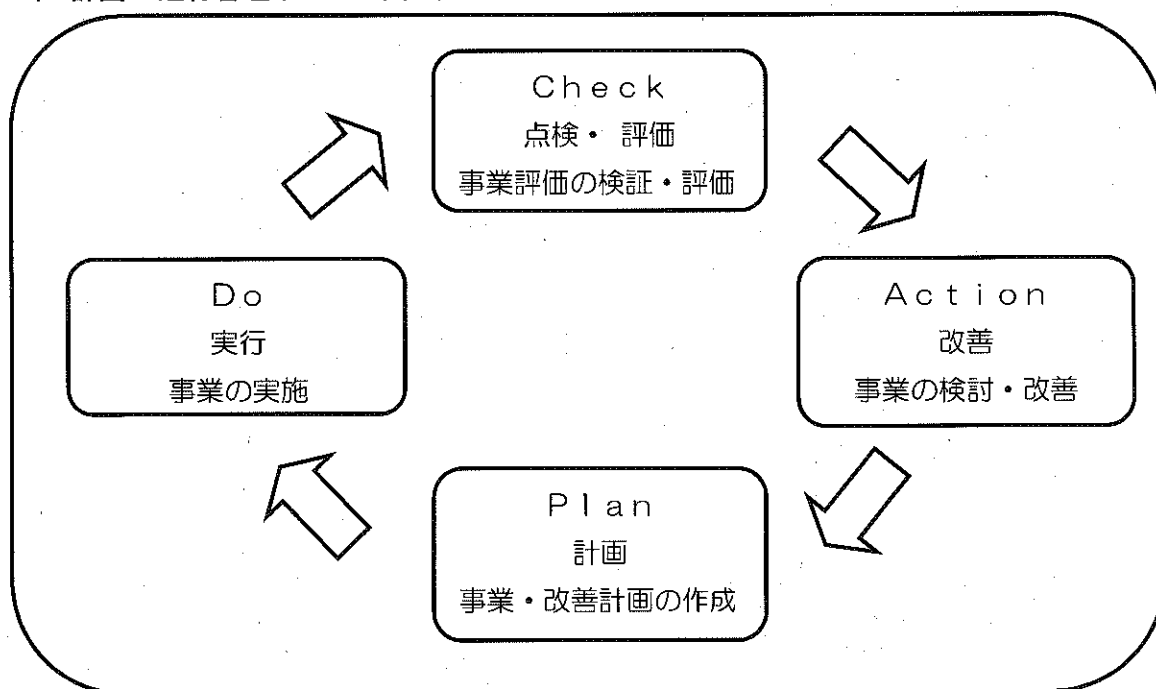 Check
点検・ 評価
事業評価の検証・評価
Do
実行
事業の実施
Action
改善
事業の検討・改善
Plan
計画
事業・改善計画の作成